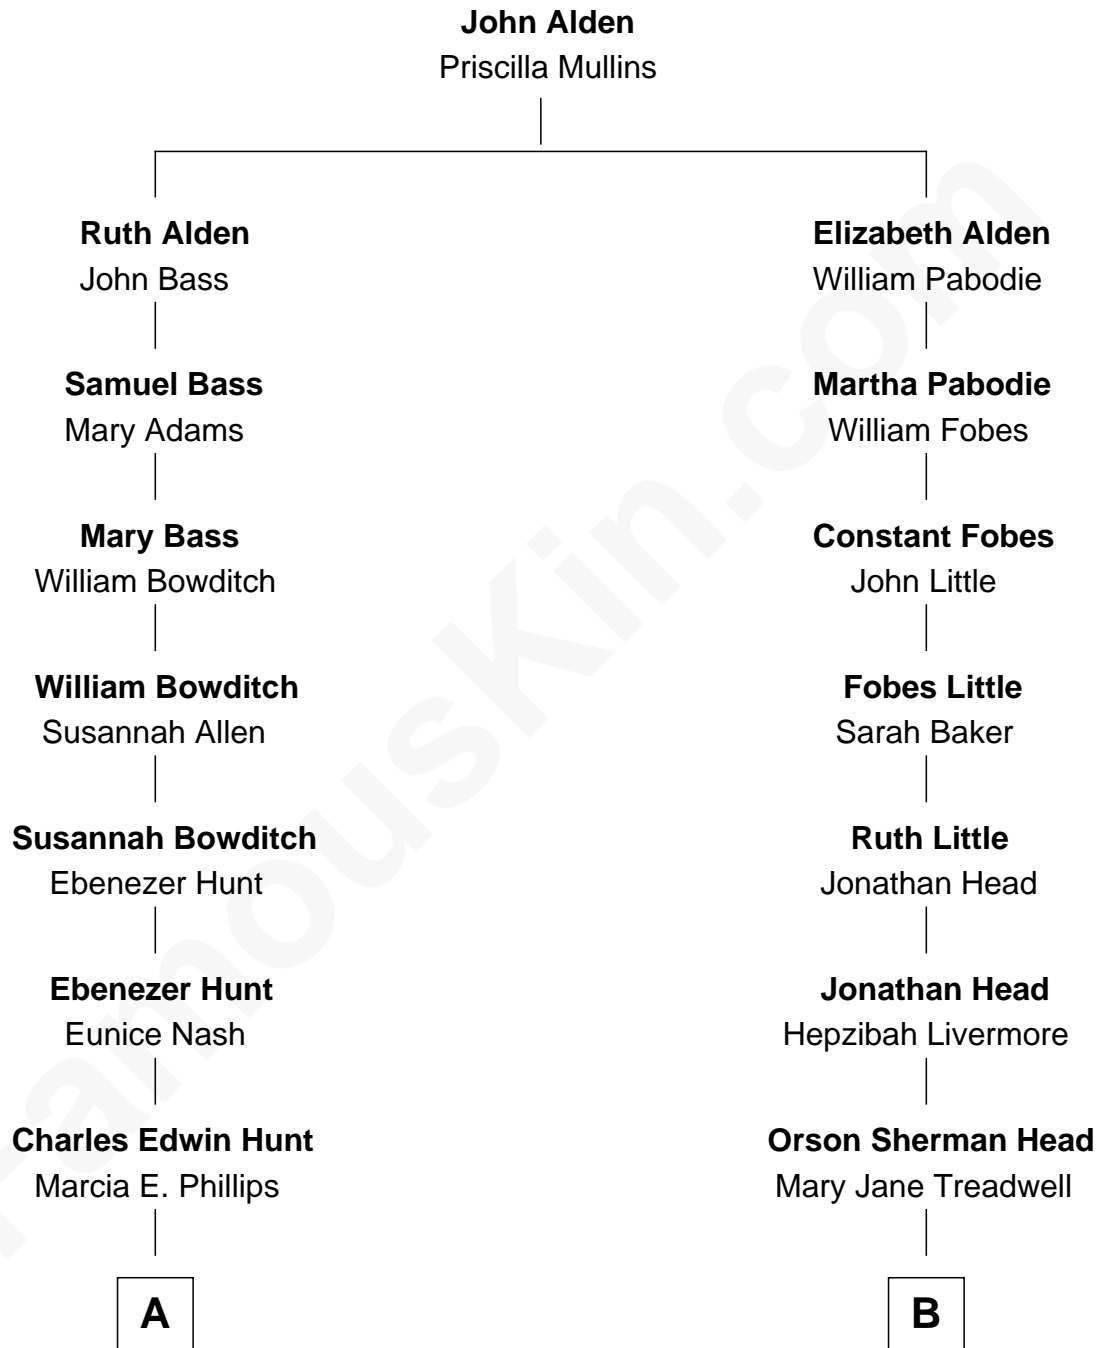 John Alden
Priscilla Mullins
Ruth Alden
John Bass
Elizabeth Alden
William Pabodie
Samuel Bass
Mary Adams
Martha Pabodie
William Fobes
Mary Bass
William Bowditch
Constant Fobes
John Little
William Bowditch
Susannah Allen
Fobes Little
Sarah Baker
Susannah Bowditch
Ebenezer Hunt
Ruth Little
Jonathan Head
Ebenezer Hunt
Eunice Nash
Jonathan Head
Hepzibah Livermore
Charles Edwin Hunt
Marcia E. Phillips
Orson Sherman Head
Mary Jane Treadwell
A
B
FamousKin.com